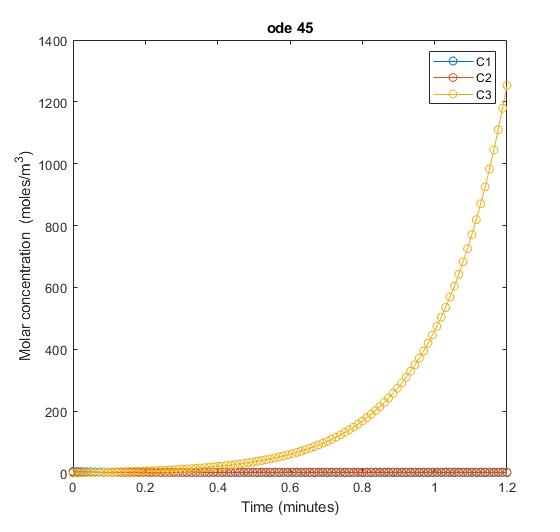 ode 45
1400
1200
1000
800
600
400
200
0
0 0.2 0.4 0.6 0.8 1 1.2
Molar concentration (moles/m³)
Time (minutes)
C1
C2
C3